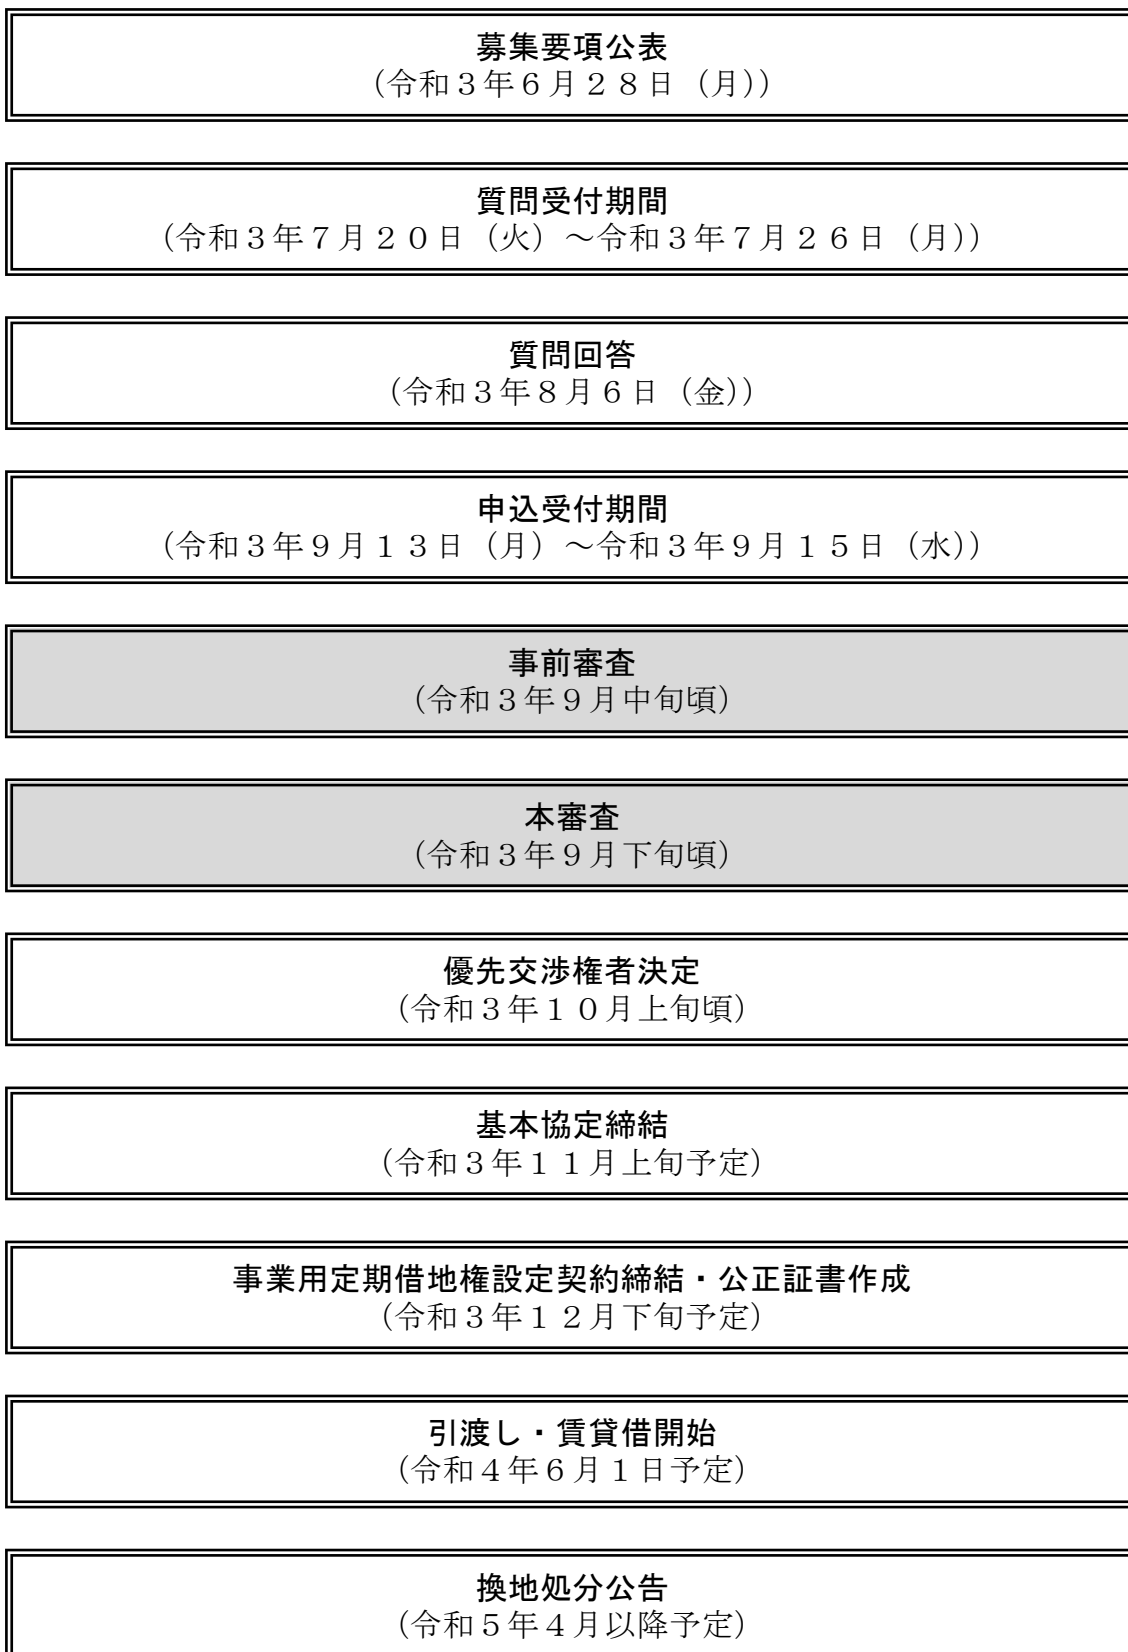 募集要項公表
（令和３年６月２８日（月））
質問受付期間
（令和３年７月２０日（火）～令和３年７月２６日（月））
質問回答
（令和３年８月６日（金））
申込受付期間
（令和３年９月１３日（月）～令和３年９月１５日（水））
事前審査
（令和３年９月中旬頃）
本審査
（令和３年９月下旬頃）
優先交渉権者決定
（令和３年１０月上旬頃）
基本協定締結
（令和３年１１月上旬予定）
事業用定期借地権設定契約締結・公正証書作成
（令和３年１２月下旬予定）
引渡し・賃貸借開始
（令和４年６月１日予定）
換地処分公告
（令和５年４月以降予定）